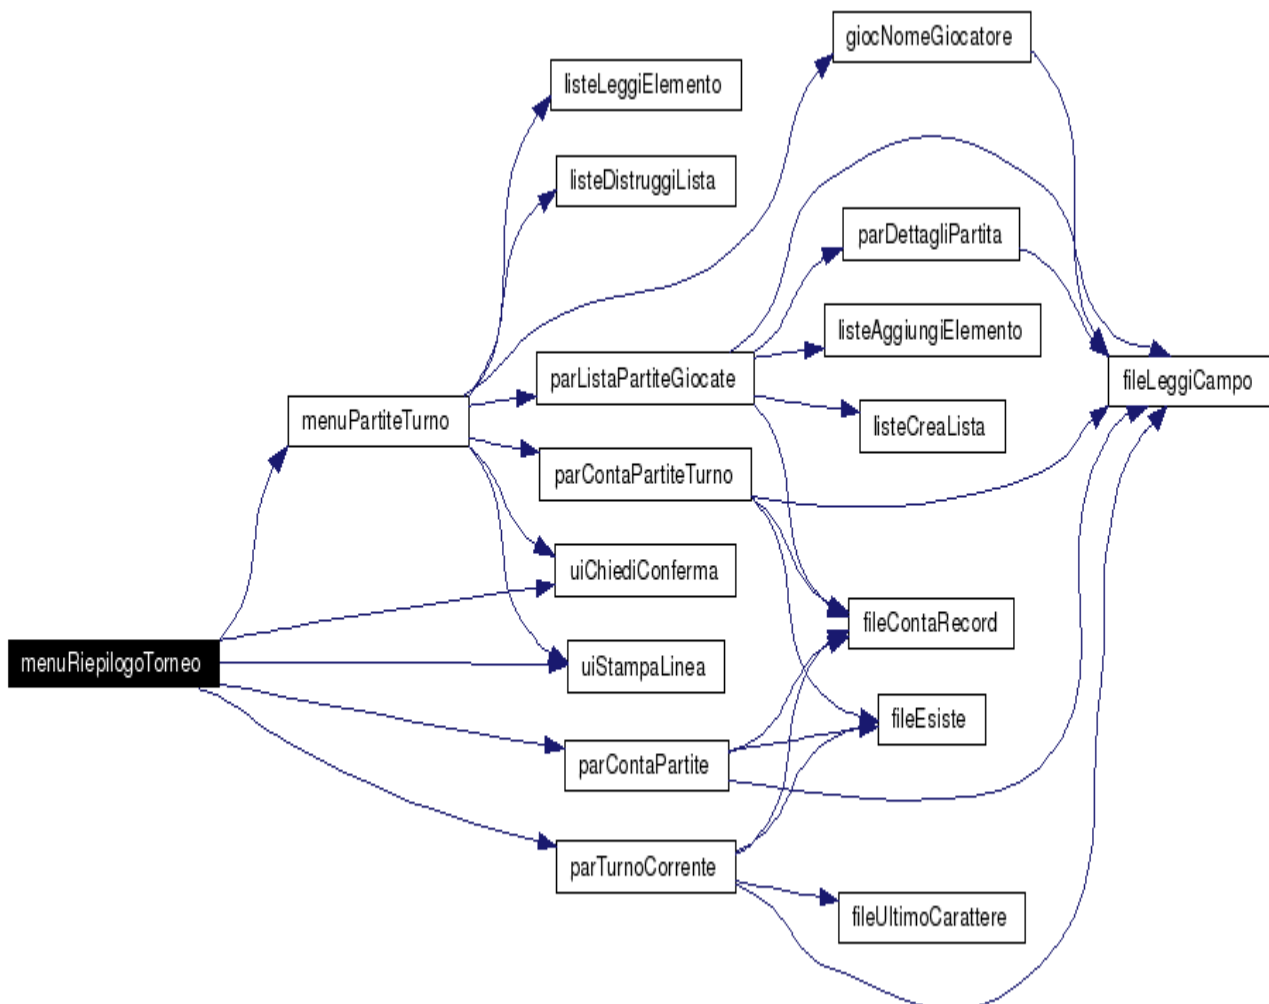 giocNomeGiocatore
listeLeggiElemento
listeDistruggiLista
parDettagliPartita
listeAggiungiElemento
parListaPartiteGiocate
fileLeggiCampo
menuPartiteTurno
listeCreaLista
parContaPartiteTurno
uiChiediConferma
fileContaRecord
menuRiepilogoTorneo
uiStampaLinea
fileEsiste
parContaPartite
parTurnoCorrente
fileUltimoCarattere